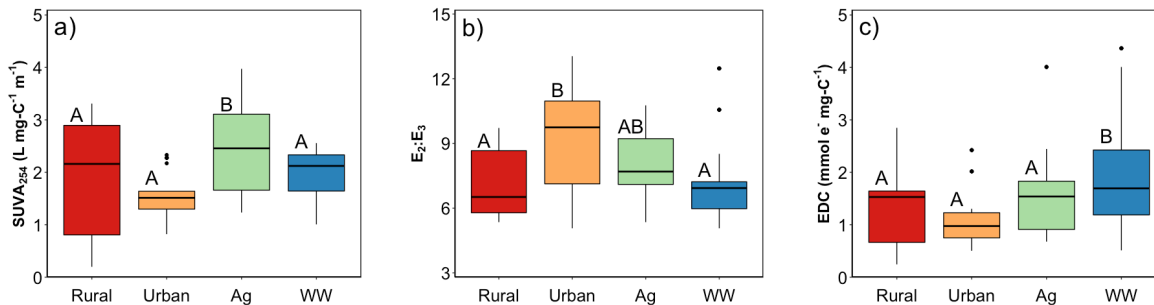 a)
SUVA₂₅₄ (L mg-C⁻¹ m⁻¹)
5
4
3
2
1
0
A
A
B
A
Rural Urban Ag WW
b)
E₂:E₃
15
12
9
6
3
A
B
AB
A
Rural Urban Ag WW
c)
EDC (mmol e⁻ mg-C⁻¹)
5
4
3
2
1
0
A
A
A
B
Rural Urban Ag WW